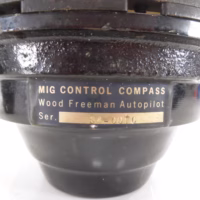 MIG CONTROL COMPASS
Wood Freeman Autopilot
Ser.